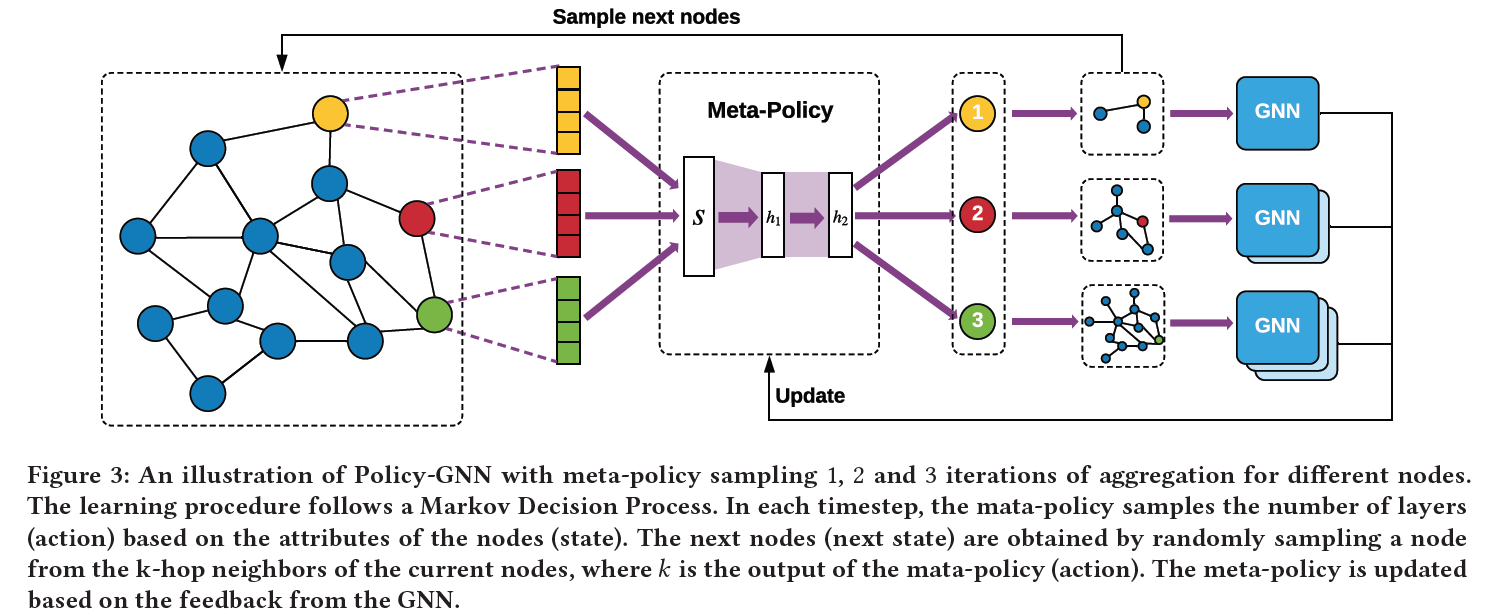 Sample next nodes
Meta-Policy
S
h1
h2
1
2
3
GNN
GNN
GNN
Update
Figure 3: An illustration of Policy-GNN with meta-policy sampling 1, 2 and 3 iterations of aggregation for different nodes.
The learning procedure follows a Markov Decision Process. In each timestep, the mata-policy samples the number of layers
(action) based on the attributes of the nodes (state). The next nodes (next state) are obtained by randomly sampling a node
from the k-hop neighbors of the current nodes, where k is the output of the mata-policy (action). The meta-policy is updated
based on the feedback from the GNN.